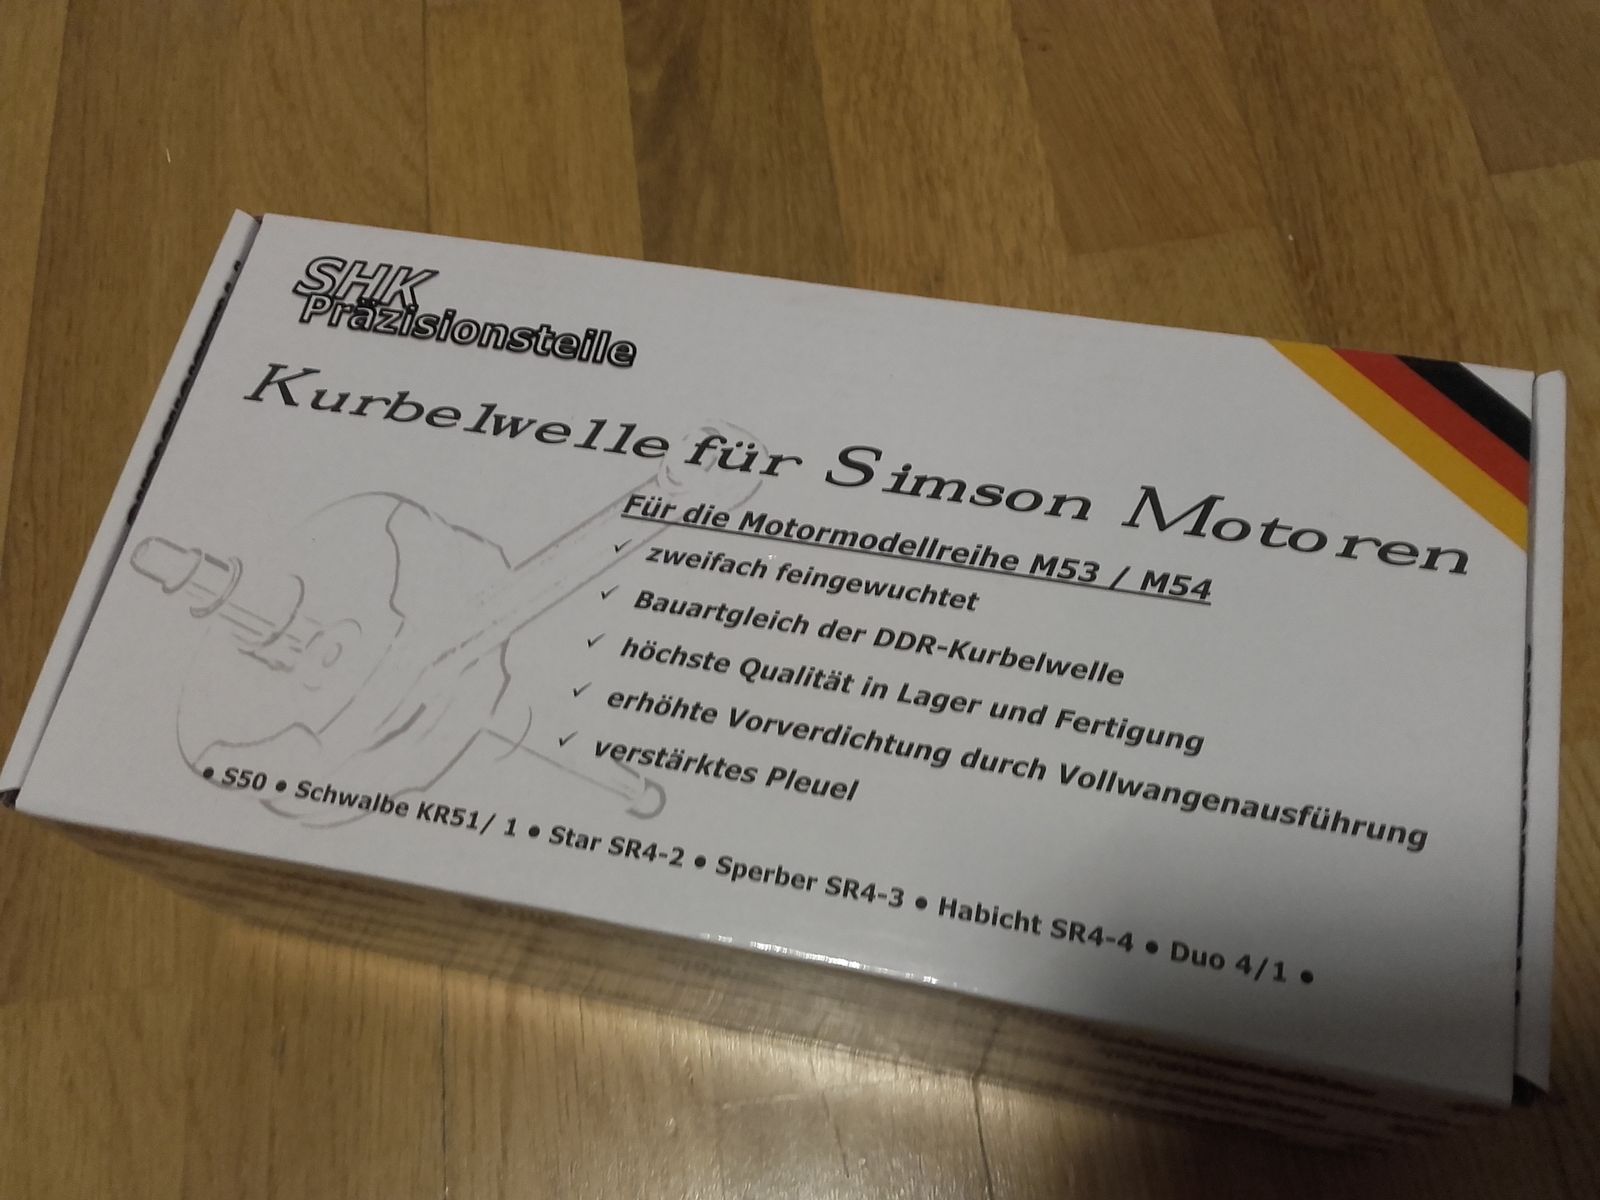 SHK
Präzisionsteile
Kurbelwelle für Simson Motoren
Für die Motormodellreihe M53 / M54
✓ zweifach feingewuchtet
✓ Bauartgleich der DDR-Kurbelwelle
✓ höchste Qualität in Lager und Fertigung
✓ erhöhte Vorverdichtung durch Vollwangenausführung
✓ verstärktes Pleuel
• S50 • Schwalbe KR51/ 1 • Star SR4-2 • Sperber SR4-3 • Habicht SR4-4 • Duo 4/1 •